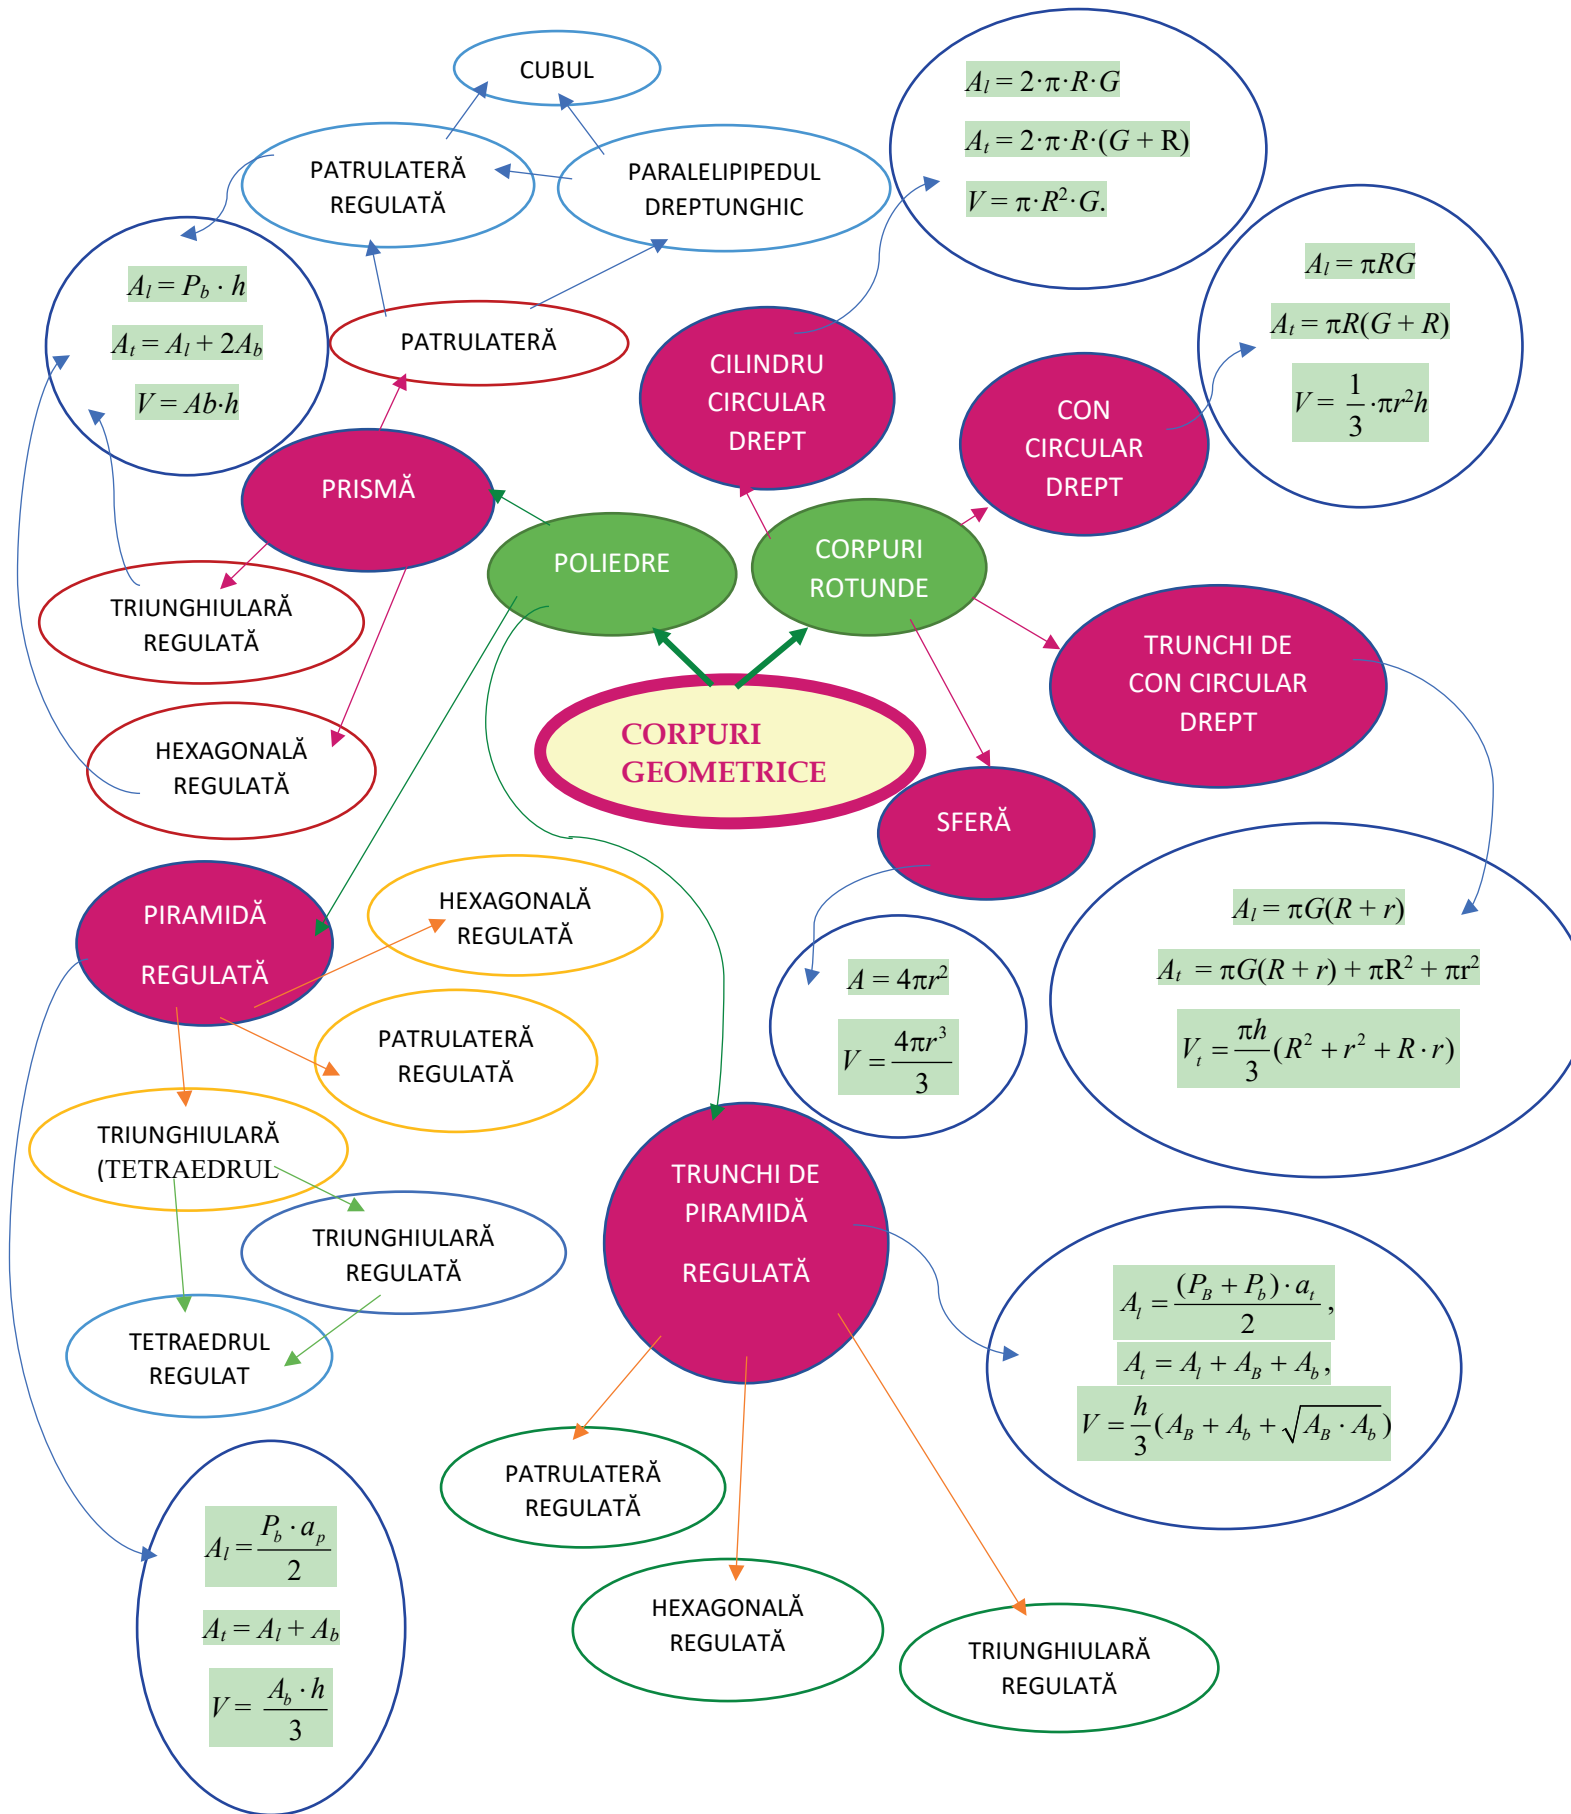 CUBUL
PATRULATERĂ
REGULATĂ
PARALELIPIPEDUL
DREPTUNGHIC
A_l = 2·π·R·G
A_t = 2·π·R·(G + R)
V = π·R²·G.
A_l = P_b · h
A_t = A_l + 2A_b
V = Ab·h
PATRULATERĂ
CILINDRU
CIRCULAR
DREPT
CON
CIRCULAR
DREPT
A_l = πRG
A_t = πR(G + R)
V = 1/3 ·πr²h
PRISMĂ
POLIEDRE
CORPURI
ROTUNDE
TRIUNGHIULARĂ
REGULATĂ
TRUNCHI DE
CON CIRCULAR
DREPT
HEXAGONALĂ
REGULATĂ
CORPURI
GEOMETRICE
SFERĂ
PIRAMIDĂ
REGULATĂ
HEXAGONALĂ
REGULATĂ
PATRULATERĂ
REGULATĂ
A = 4πr²
V = 4πr³/3
A_l = πG(R + r)
A_t = πG(R + r) + πR² + πr²
V_t = πh/3 (R² + r² + R · r)
TRIUNGHIULARĂ
(TETRAEDRUL
TRIUNGHIULARĂ
REGULATĂ
TETRAEDRUL
REGULAT
TRUNCHI DE
PIRAMIDĂ
REGULATĂ
A_l = (P_B + P_b) · a_t / 2 ,
A_t = A_l + A_B + A_b ,
V = h/3 (A_B + A_b + √(A_B · A_b))
PATRULATERĂ
REGULATĂ
HEXAGONALĂ
REGULATĂ
TRIUNGHIULARĂ
REGULATĂ
A_l = P_b · a_p / 2
A_t = A_l + A_b
V = A_b · h / 3